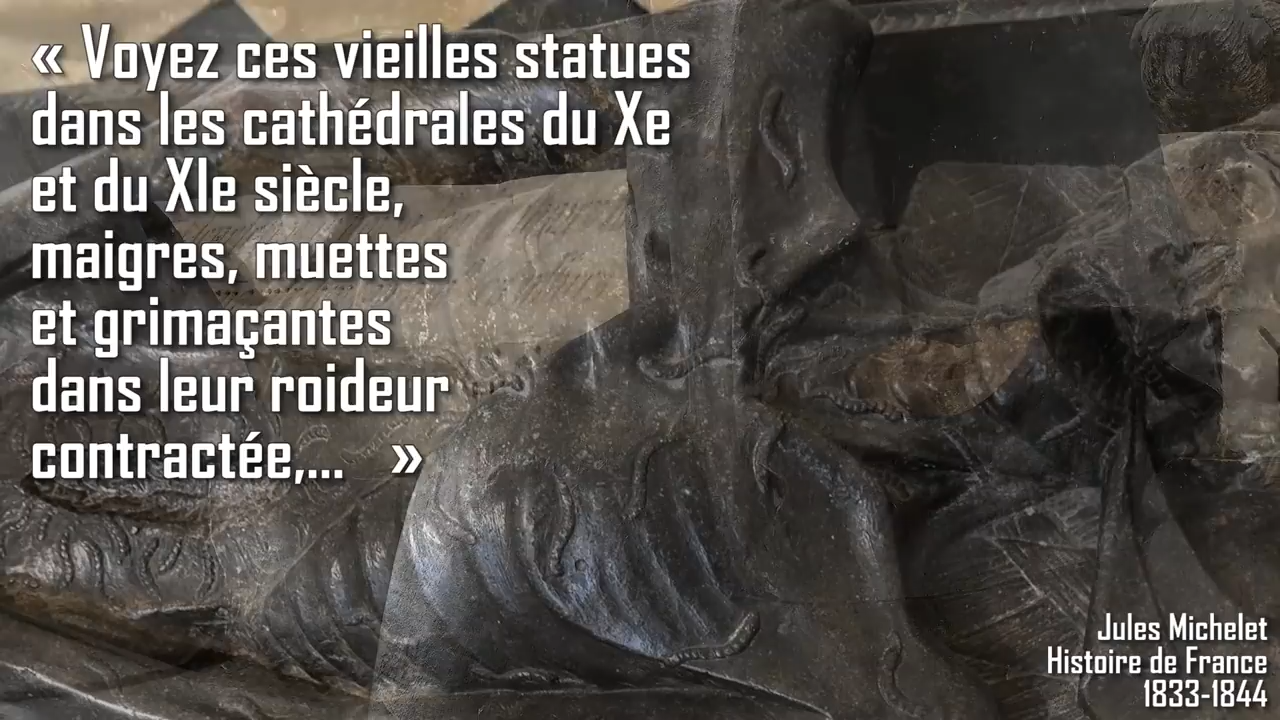 « Voyez ces vieilles statues
dans les cathédrales du Xe
et du XIe siècle,
maigres, muettes
et grimaçantes
dans leur roideur
contractée,... »
Jules Michelet
Histoire de France
1833-1844